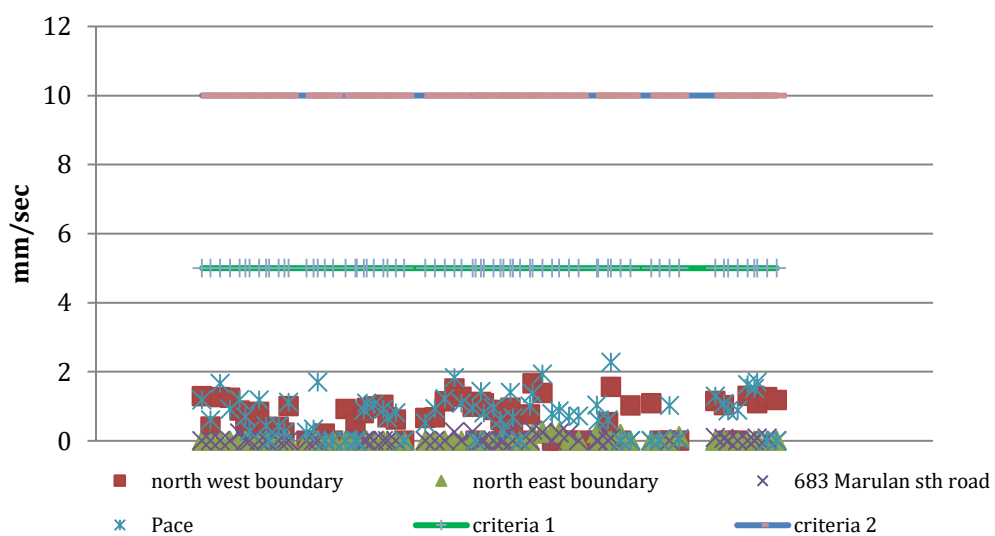 12
10
8
6
4
2
0
mm/sec
north west boundary
north east boundary
683 Marulan sth road
Pace
criteria 1
criteria 2